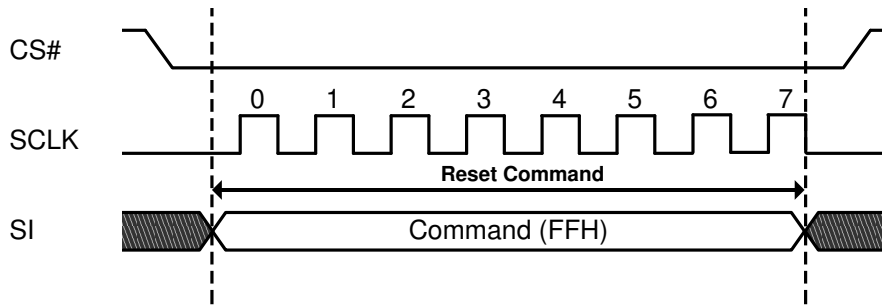 CS#
0 1 2 3 4 5 6 7
SCLK
Reset Command
SI
Command (FFH)